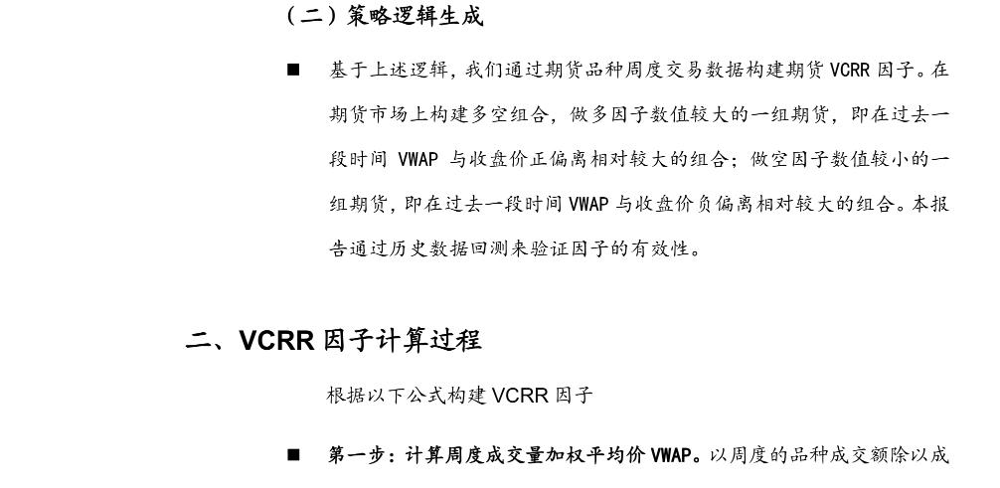 （二）策略逻辑生成
■ 基于上述逻辑，我们通过期货品种周度交易数据构建期货 VCRR 因子。在
期货市场上构建多空组合，做多因子数值较大的一组期货，即在过去一
段时间 VWAP 与收盘价正偏离相对较大的组合；做空因子数值较小的一
组期货，即在过去一段时间 VWAP 与收盘价负偏离相对较大的组合。本报
告通过历史数据回测来验证因子的有效性。
二、VCRR 因子计算过程
根据以下公式构建 VCRR 因子
■ 第一步：计算周度成交量加权平均价 VWAP。以周度的品种成交额除以成